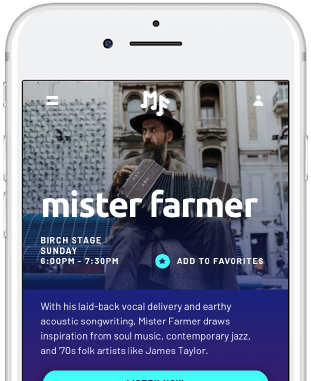 MF
mister farmer
BIRCH STAGE
SUNDAY
6:00PM - 7:30PM
ADD TO FAVORITES
With his laid-back vocal delivery and earthy
acoustic songwriting, Mister Farmer draws
inspiration from soul music, contemporary jazz,
and '70s folk artists like James Taylor.